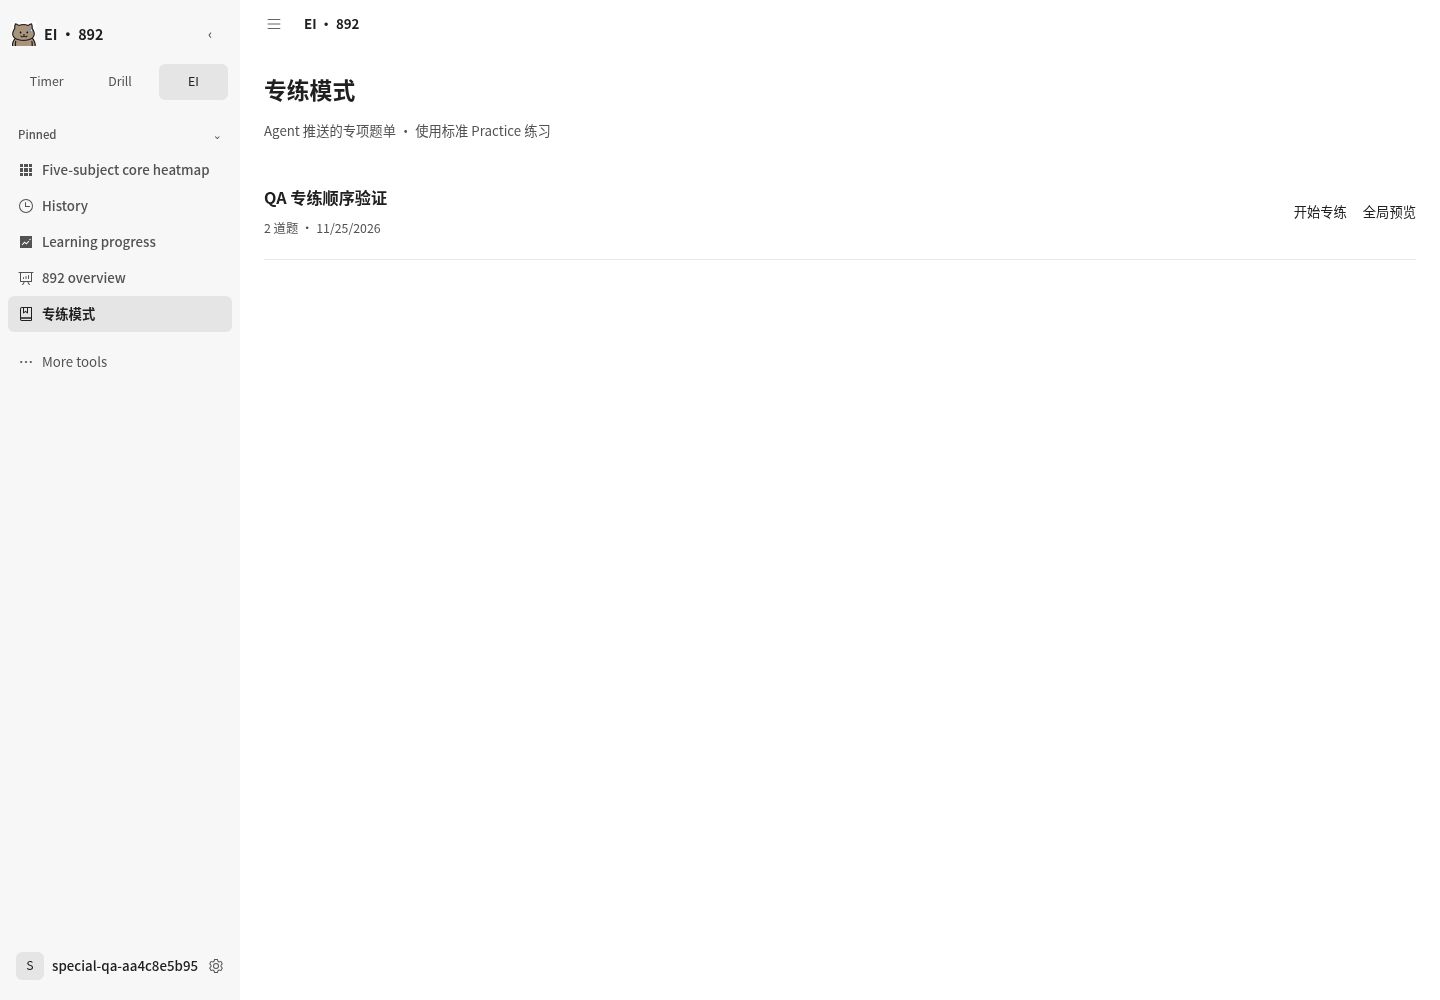 EI · 892
‹
Timer Drill EI
Pinned
Five-subject core heatmap
History
Learning progress
892 overview
专练模式
More tools
S special-qa-aa4c8e5b95
EI · 892
专练模式
Agent 推送的专项题单 · 使用标准 Practice 练习
QA 专练顺序验证
2 道题 · 11/25/2026
开始专练 全局预览